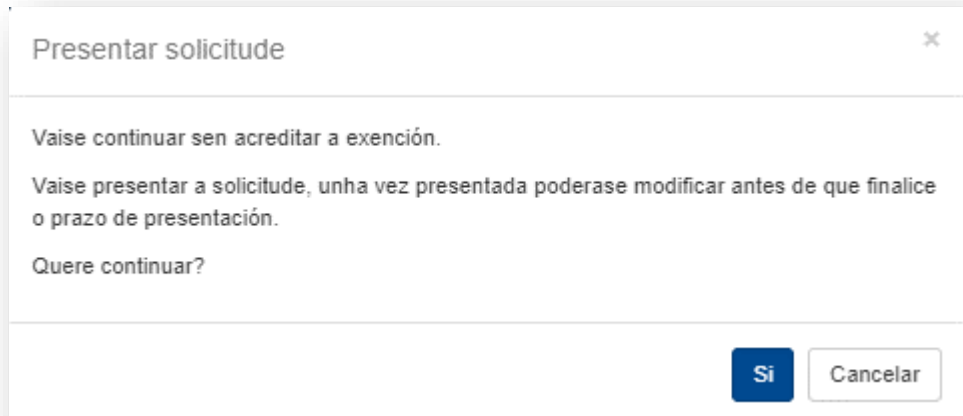 Presentar solicitude
×
Vaise continuar sen acreditar a exención.
Vaise presentar a solicitude, unha vez presentada poderase modificar antes de que finalice
o prazo de presentación.
Quere continuar?
Si
Cancelar